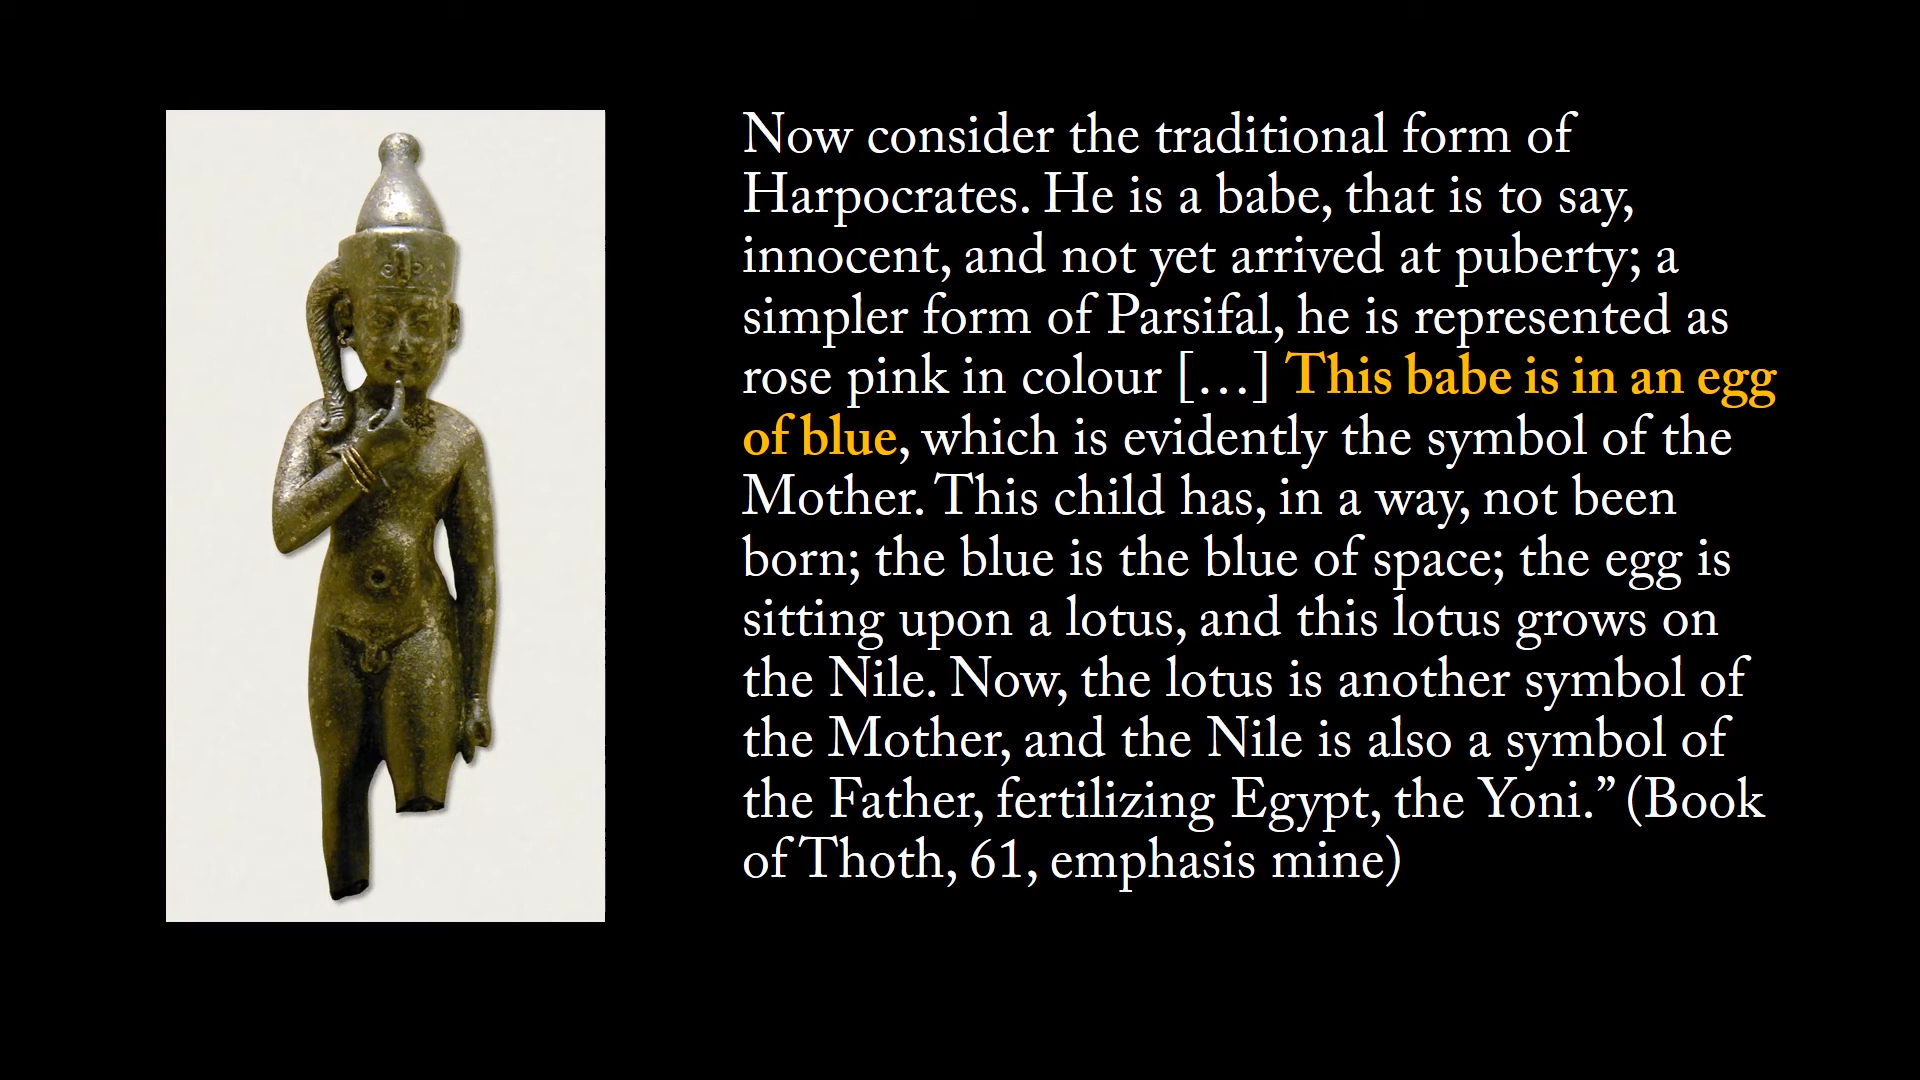 Now consider the traditional form of
Harpocrates. He is a babe, that is to say,
innocent, and not yet arrived at puberty; a
simpler form of Parsifal, he is represented as
rose pink in colour […] This babe is in an egg
of blue, which is evidently the symbol of the
Mother. This child has, in a way, not been
born; the blue is the blue of space; the egg is
sitting upon a lotus, and this lotus grows on
the Nile. Now, the lotus is another symbol of
the Mother, and the Nile is also a symbol of
the Father, fertilizing Egypt, the Yoni.” (Book
of Thoth, 61, emphasis mine)